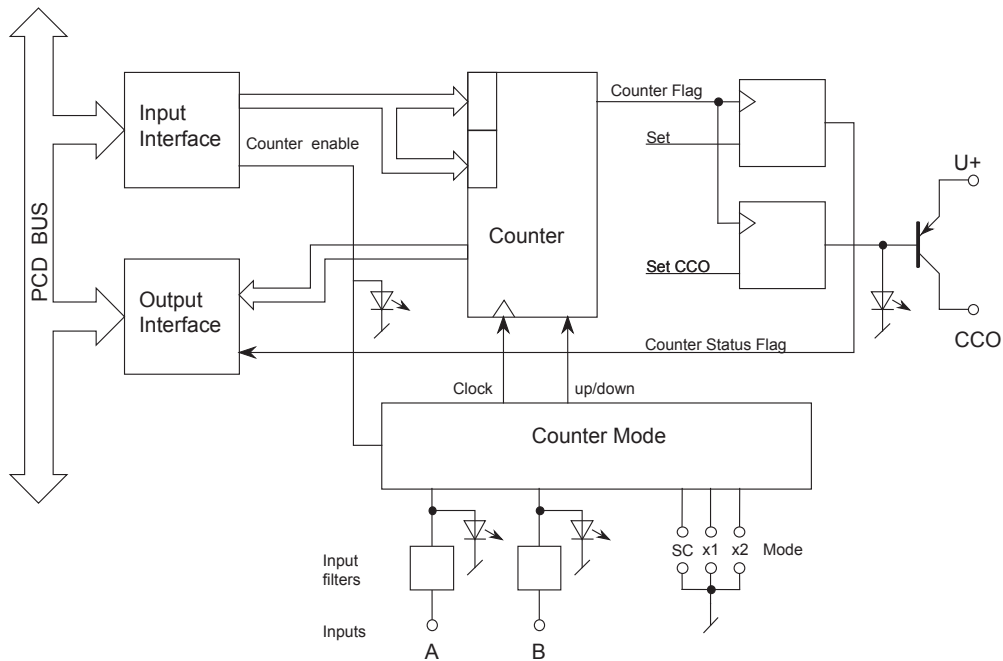 PCD BUS
Input
Interface
Counter enable
Output
Interface
Counter
Counter Flag
Set
Set CCO
U+
CCO
Counter Status Flag
Clock
up/down
Counter Mode
SC x1 x2 Mode
Input
filters
Inputs
A B